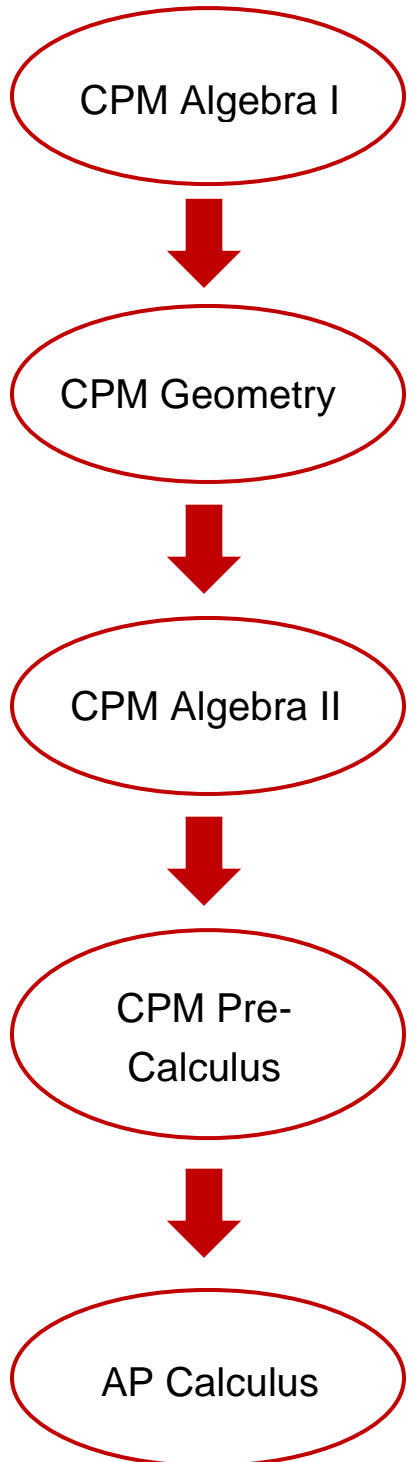 CPM Algebra I
CPM Geometry
CPM Algebra II
CPM Pre-
Calculus
AP Calculus